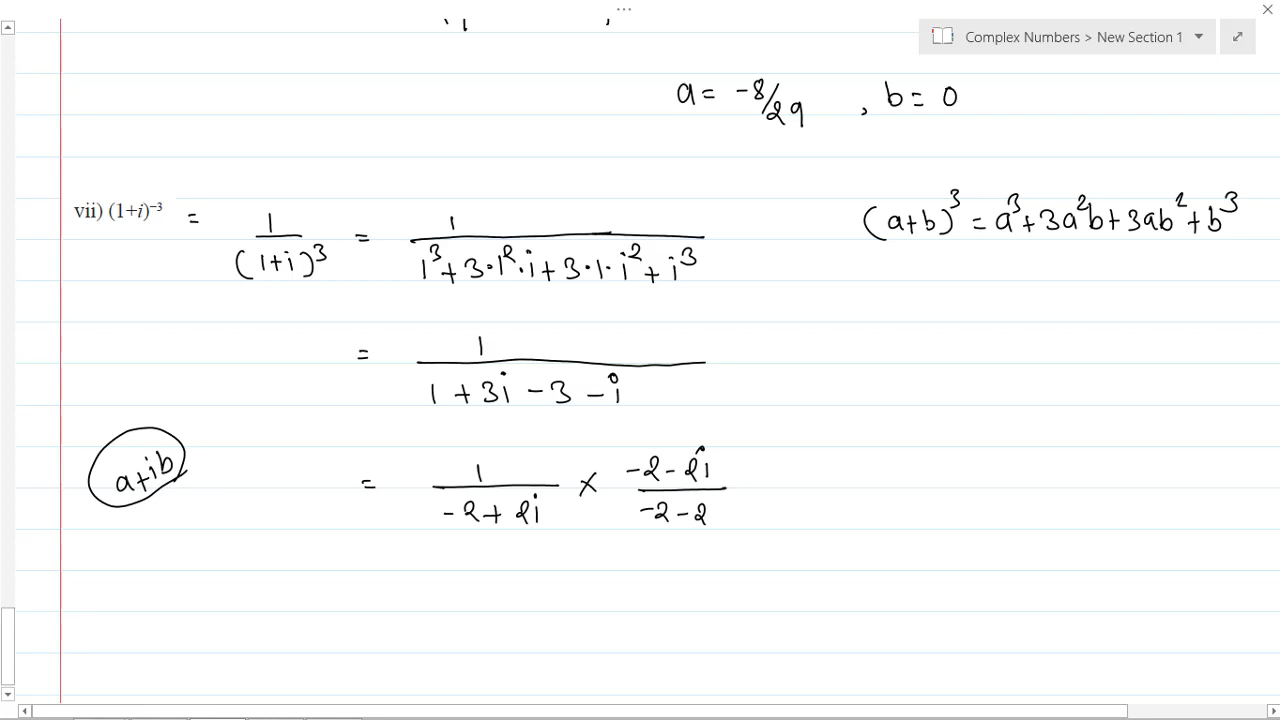 Complex Numbers > New Section 1
a = -8/29 , b = 0
vii) (1+i)⁻³ = 1/(1+i)³ = 1/(1³+3·1²·i+3·1·i²+i³) (a+b)³ = a³+3a²b+3ab²+b³
= 1/(1+3i-3-i)
a+ib = 1/(-2+2i) × (-2-2i)/(-2-2)